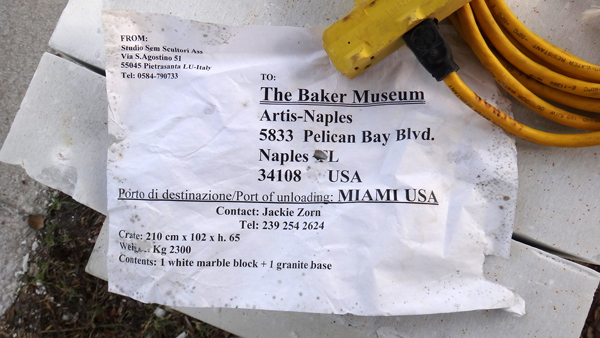 FROM:
Studio Sem Scultori Ass
Via S.Agostino 51
55045 Pietrasanta LU-Italy
Tel: 0584-790733
TO:
The Baker Museum
Artis-Naples
5833 Pelican Bay Blvd.
Naples FL
34108 USA
Porto di destinazione/Port of unloading: MIAMI USA
Contact: Jackie Zorn
Tel: 239 254 2624
Crate: 210 cm x 102 x h. 65
Kg 2300
Contents: 1 white marble block + 1 granite base